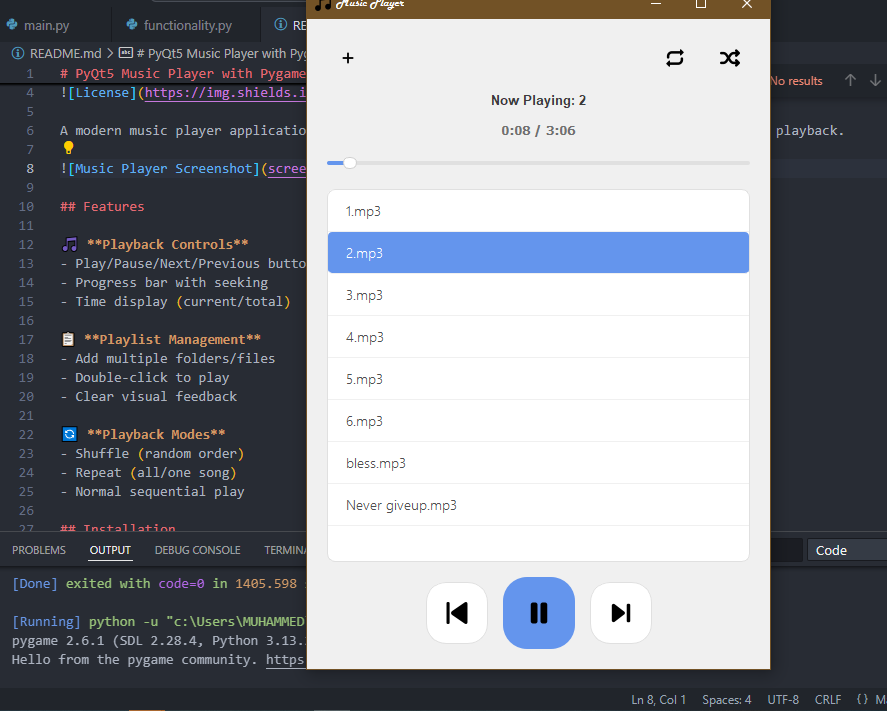 main.py
functionality.py
RE
README.md > # PyQt5 Music Player with Pyg
1 # PyQt5 Music Player with Pygame
4 ![License](https://img.shields.i
5
6 A modern music player application
playback.
7
8 ![Music Player Screenshot](scree
9
10 ## Features
11
12 🎵 **Playback Controls**
13 - Play/Pause/Next/Previous butto
14 - Progress bar with seeking
15 - Time display (current/total)
16
17 📋 **Playlist Management**
18 - Add multiple folders/files
19 - Double-click to play
20 - Clear visual feedback
21
22 🔄 **Playback Modes**
23 - Shuffle (random order)
24 - Repeat (all/one song)
25 - Normal sequential play
26
27 ## Installation
No results
Music Player
Now Playing: 2
0:08 / 3:06
1.mp3
2.mp3
3.mp3
4.mp3
5.mp3
6.mp3
bless.mp3
Never giveup.mp3
PROBLEMS OUTPUT DEBUG CONSOLE TERMINA
Code
[Done] exited with code=0 in 1405.598
[Running] python -u "c:\Users\MUHAMMED
pygame 2.6.1 (SDL 2.28.4, Python 3.13.
Hello from the pygame community. https
Ln 8, Col 1 Spaces: 4 UTF-8 CRLF {} M